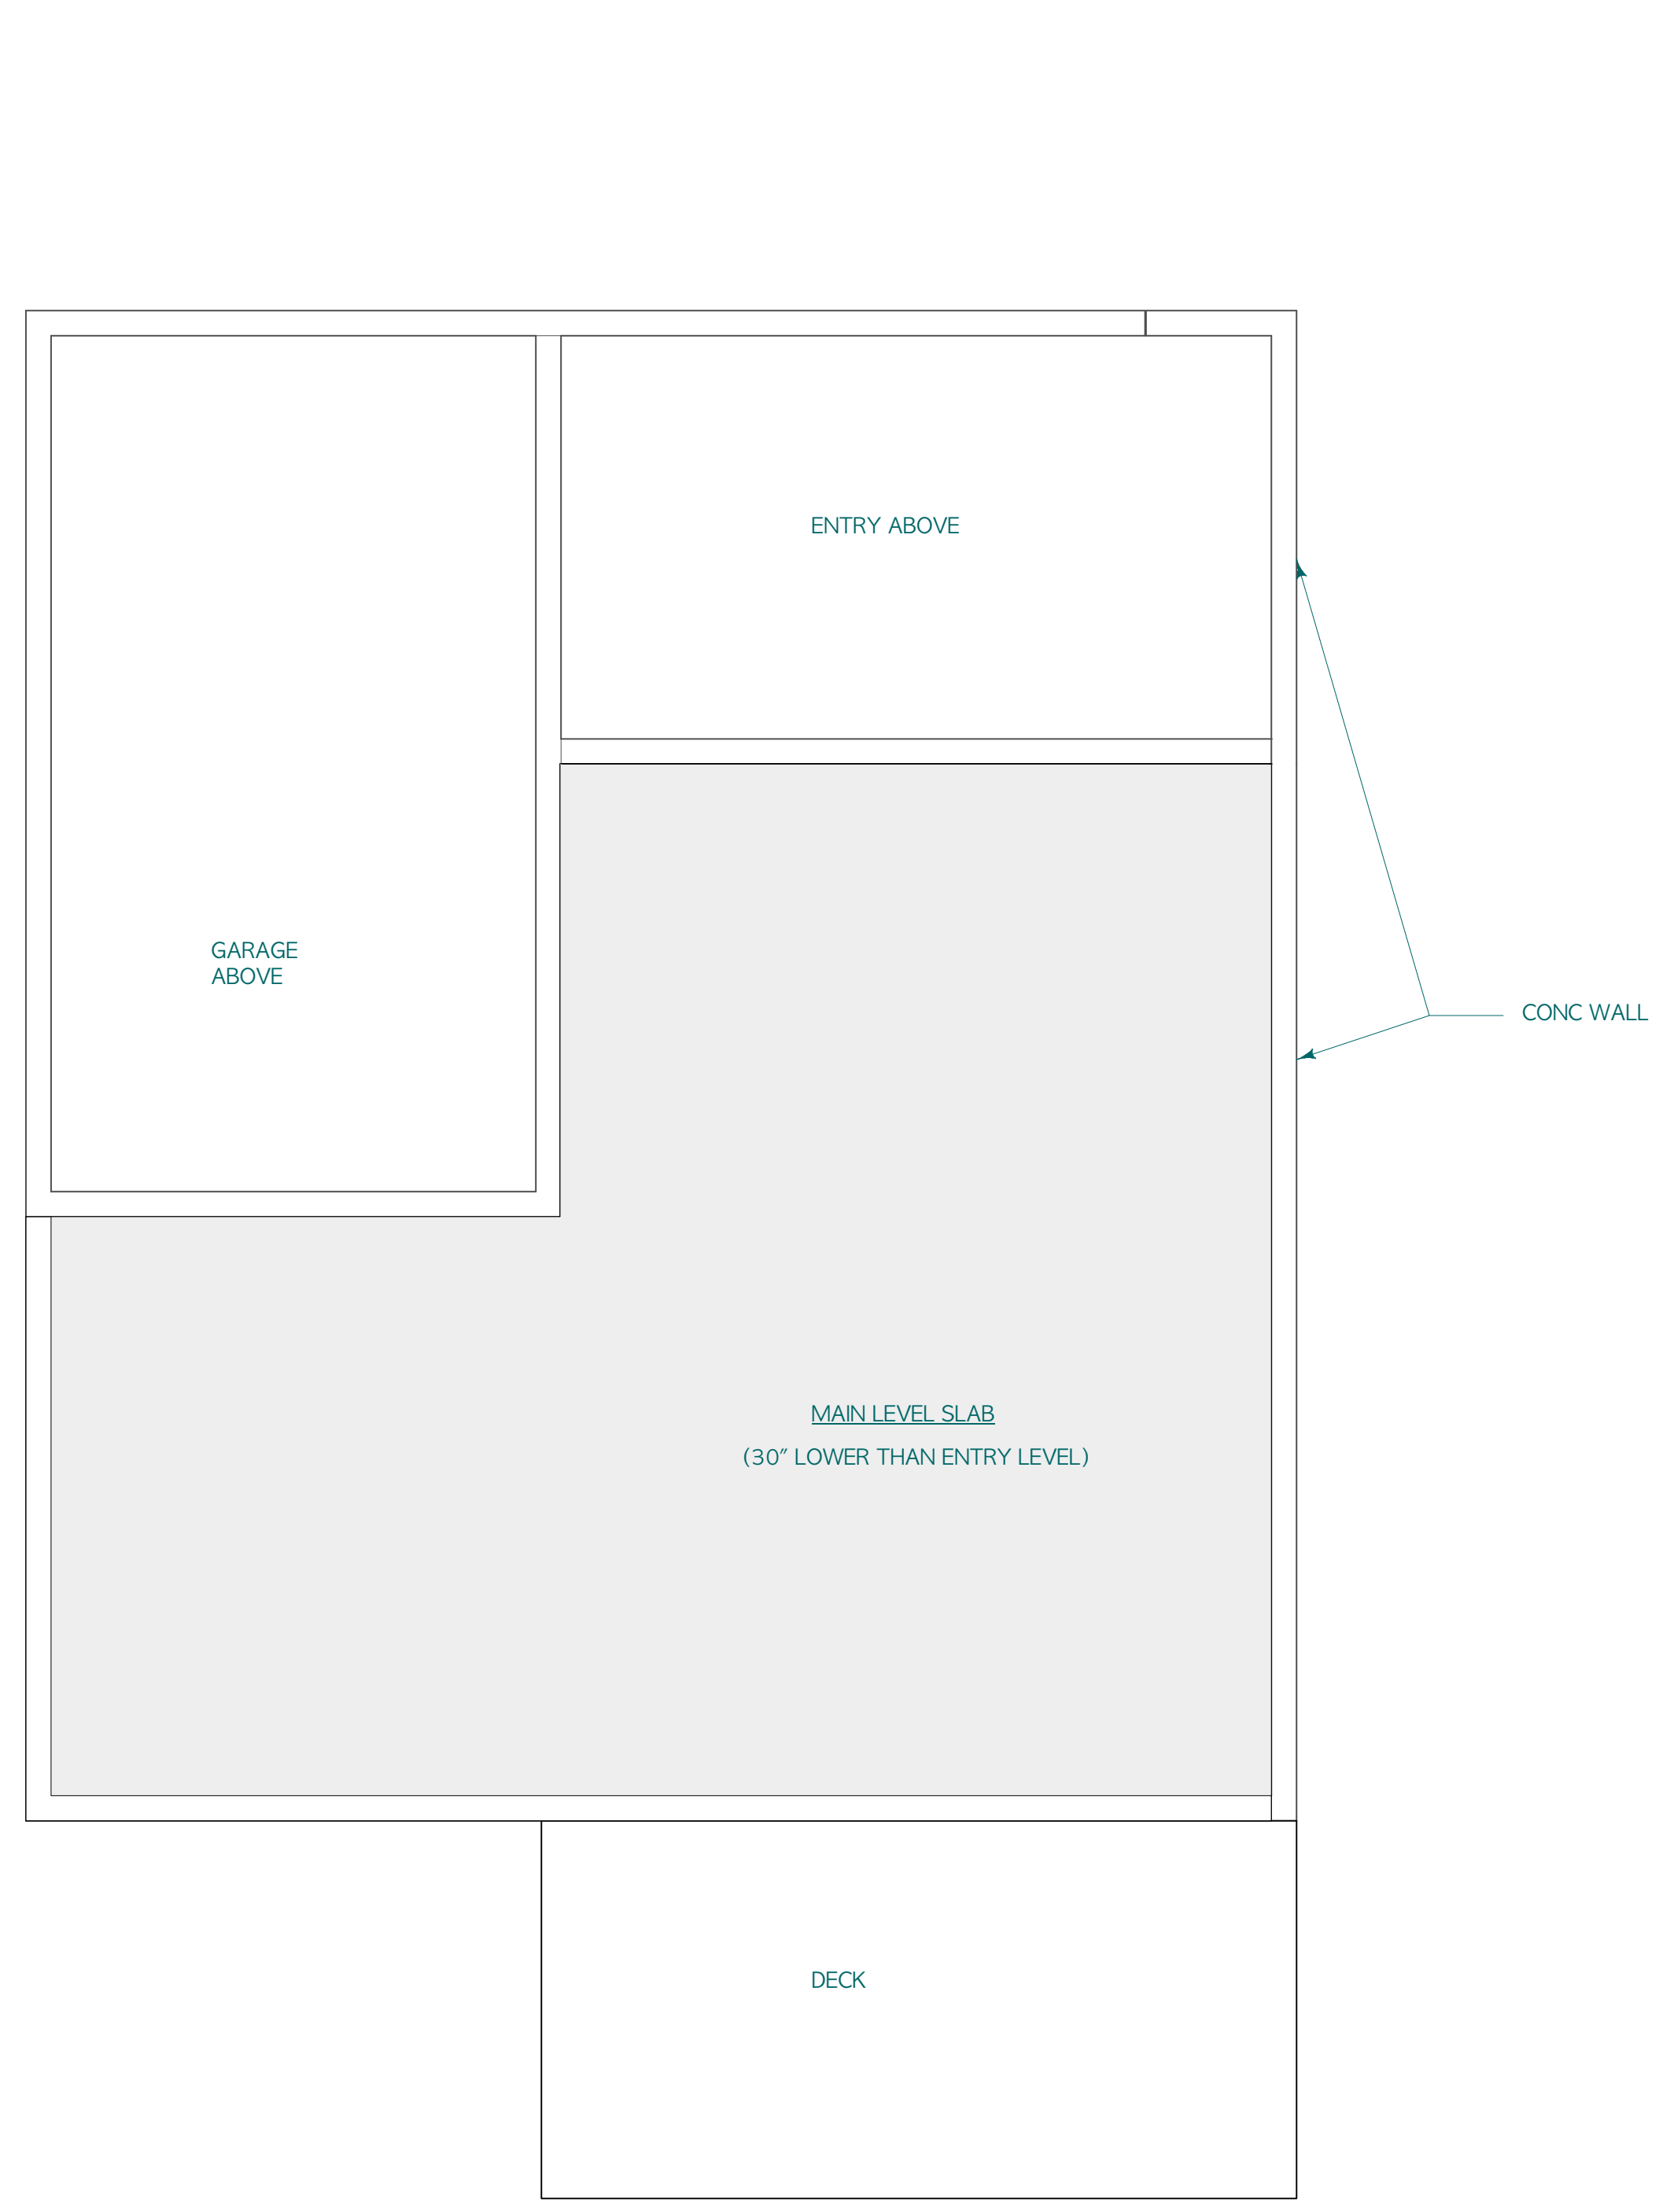 ENTRY ABOVE
GARAGE
ABOVE
CONC WALL
MAIN LEVEL SLAB
(30" LOWER THAN ENTRY LEVEL)
DECK